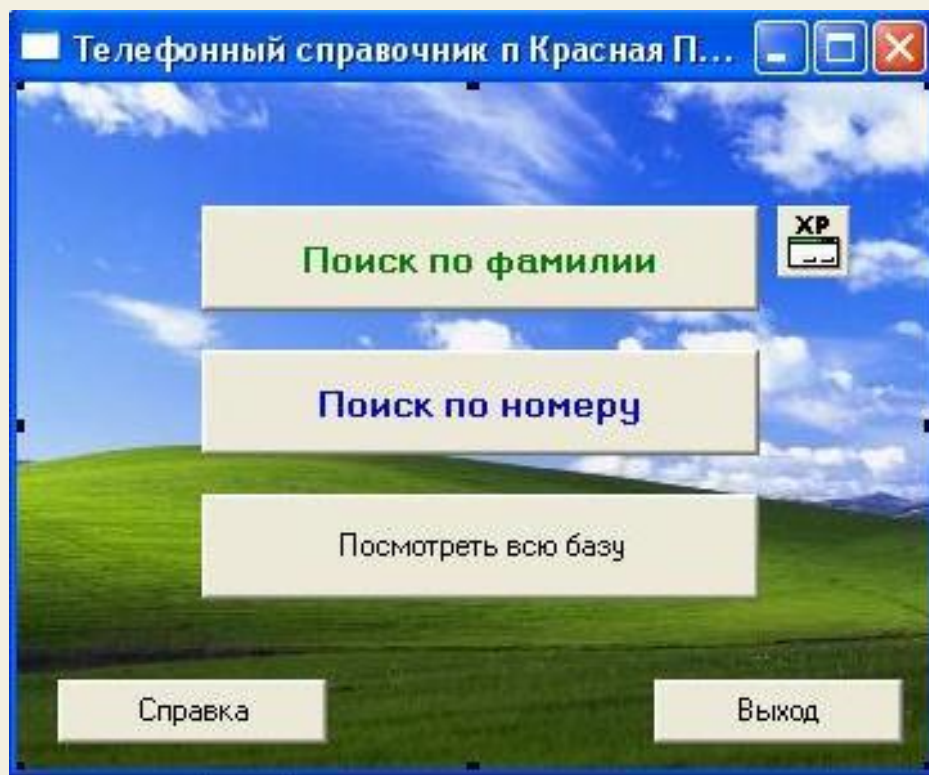 Телефонный справочник п Красная П...
XP
Поиск по фамилии
Поиск по номеру
Посмотреть всю базу
Справка
Выход